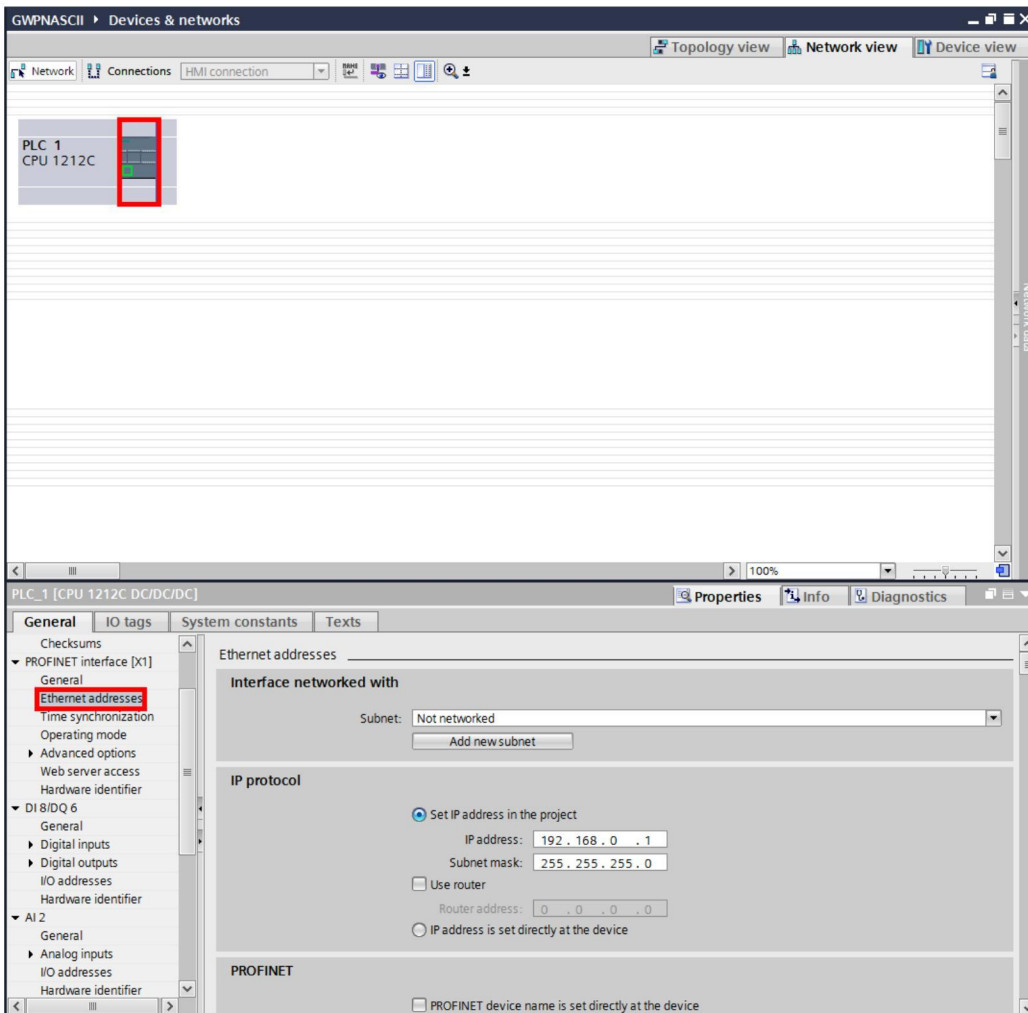 GWPNASCII ▸ Devices & networks
Topology view Network view Device view
Network Connections HMI connection
PLC_1
CPU 1212C
100%
PLC_1 [CPU 1212C DC/DC/DC]
Properties Info Diagnostics
General IO tags System constants Texts
Checksums
PROFINET interface [X1]
General
Ethernet addresses
Time synchronization
Operating mode
Advanced options
Web server access
Hardware identifier
DI 8/DQ 6
General
Digital inputs
Digital outputs
I/O addresses
Hardware identifier
AI 2
General
Analog inputs
I/O addresses
Hardware identifier
Ethernet addresses
Interface networked with
Subnet: Not networked
Add new subnet
IP protocol
Set IP address in the project
IP address: 192 . 168 . 0 . 1
Subnet mask: 255 . 255 . 255 . 0
Use router
Router address: 0 . 0 . 0 . 0
IP address is set directly at the device
PROFINET
PROFINET device name is set directly at the device